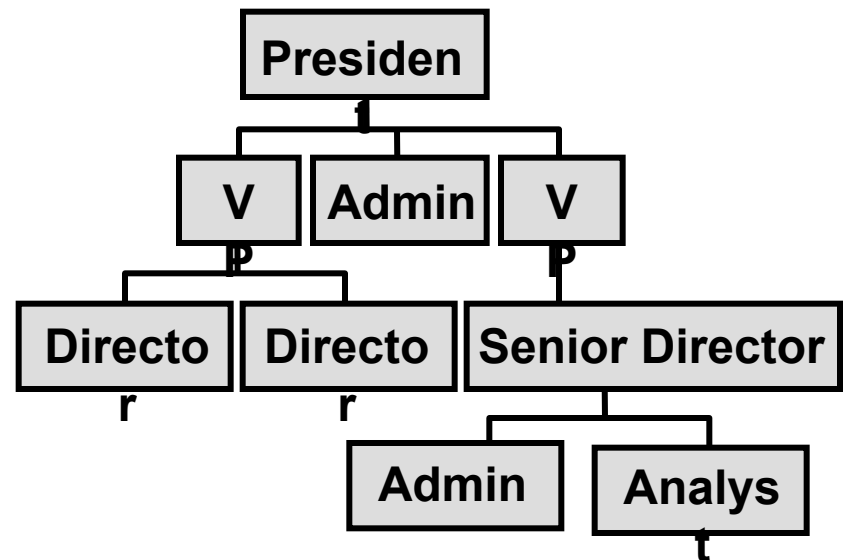 Presiden
t
V
P
Admin
V
P
Directo
r
Directo
r
Senior Director
Admin
Analys
t